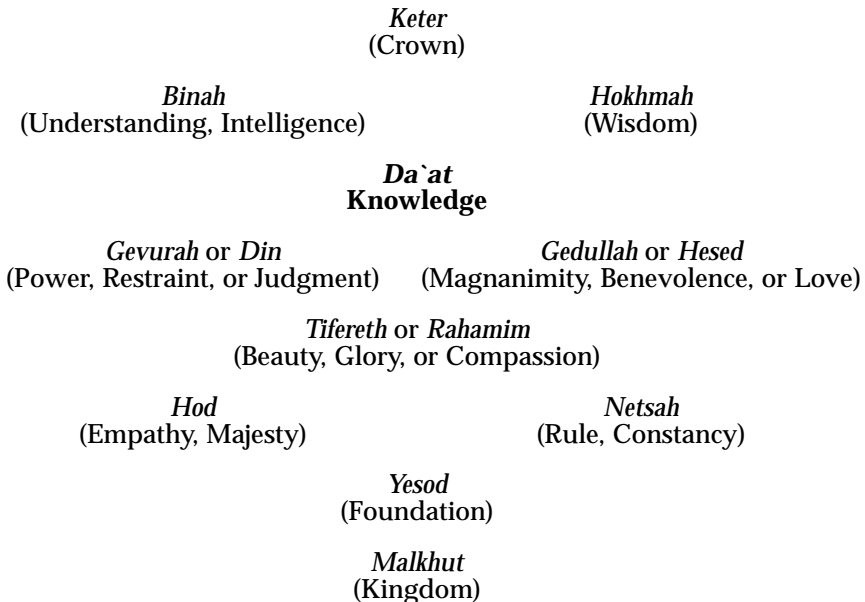 Keter
(Crown)
Binah
(Understanding, Intelligence)
Hokhmah
(Wisdom)
Da`at
Knowledge
Gevurah or Din
(Power, Restraint, or Judgment)
Gedullah or Hesed
(Magnanimity, Benevolence, or Love)
Tifereth or Rahamim
(Beauty, Glory, or Compassion)
Hod
(Empathy, Majesty)
Netsah
(Rule, Constancy)
Yesod
(Foundation)
Malkhut
(Kingdom)